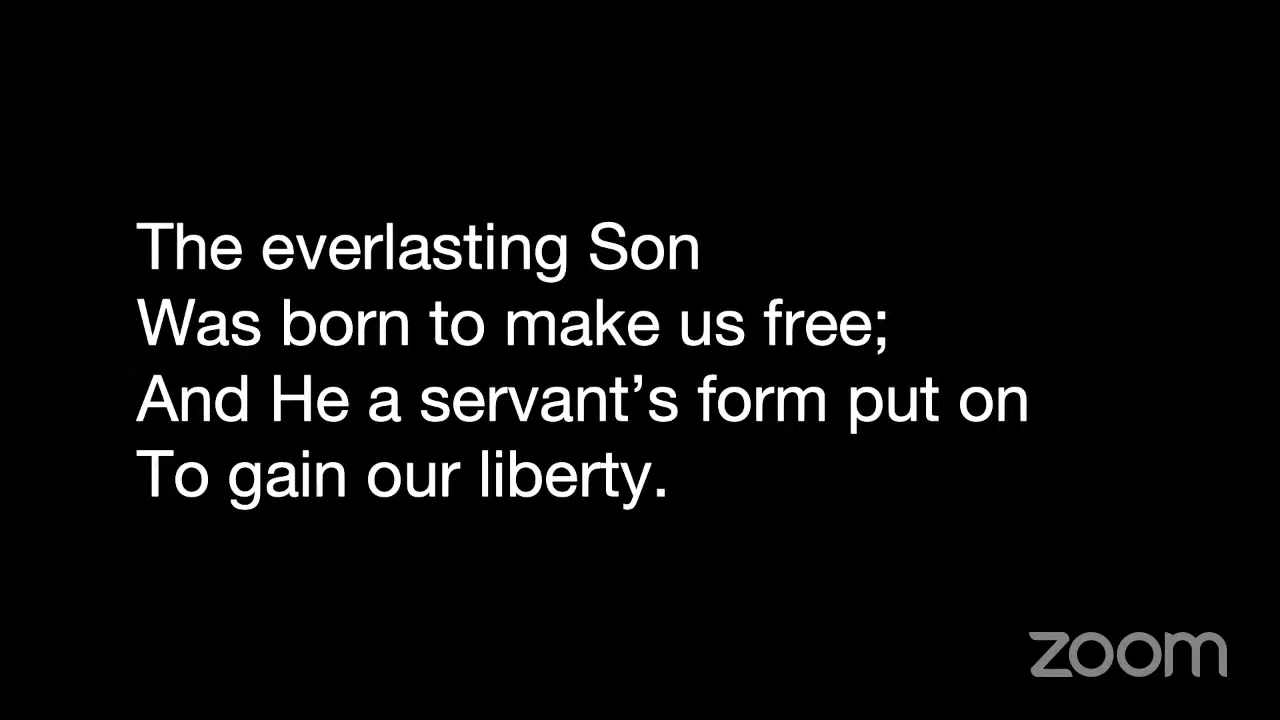 The everlasting Son
Was born to make us free;
And He a servant’s form put on
To gain our liberty.
zoom